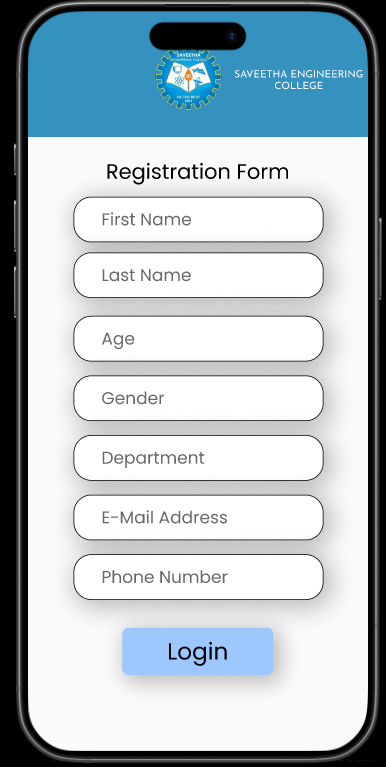 SAVEETHA
ENGINEERING COLLEGE
SAVEETHA ENGINEERING
COLLEGE
Registration Form
First Name
Last Name
Age
Gender
Department
E-Mail Address
Phone Number
Login